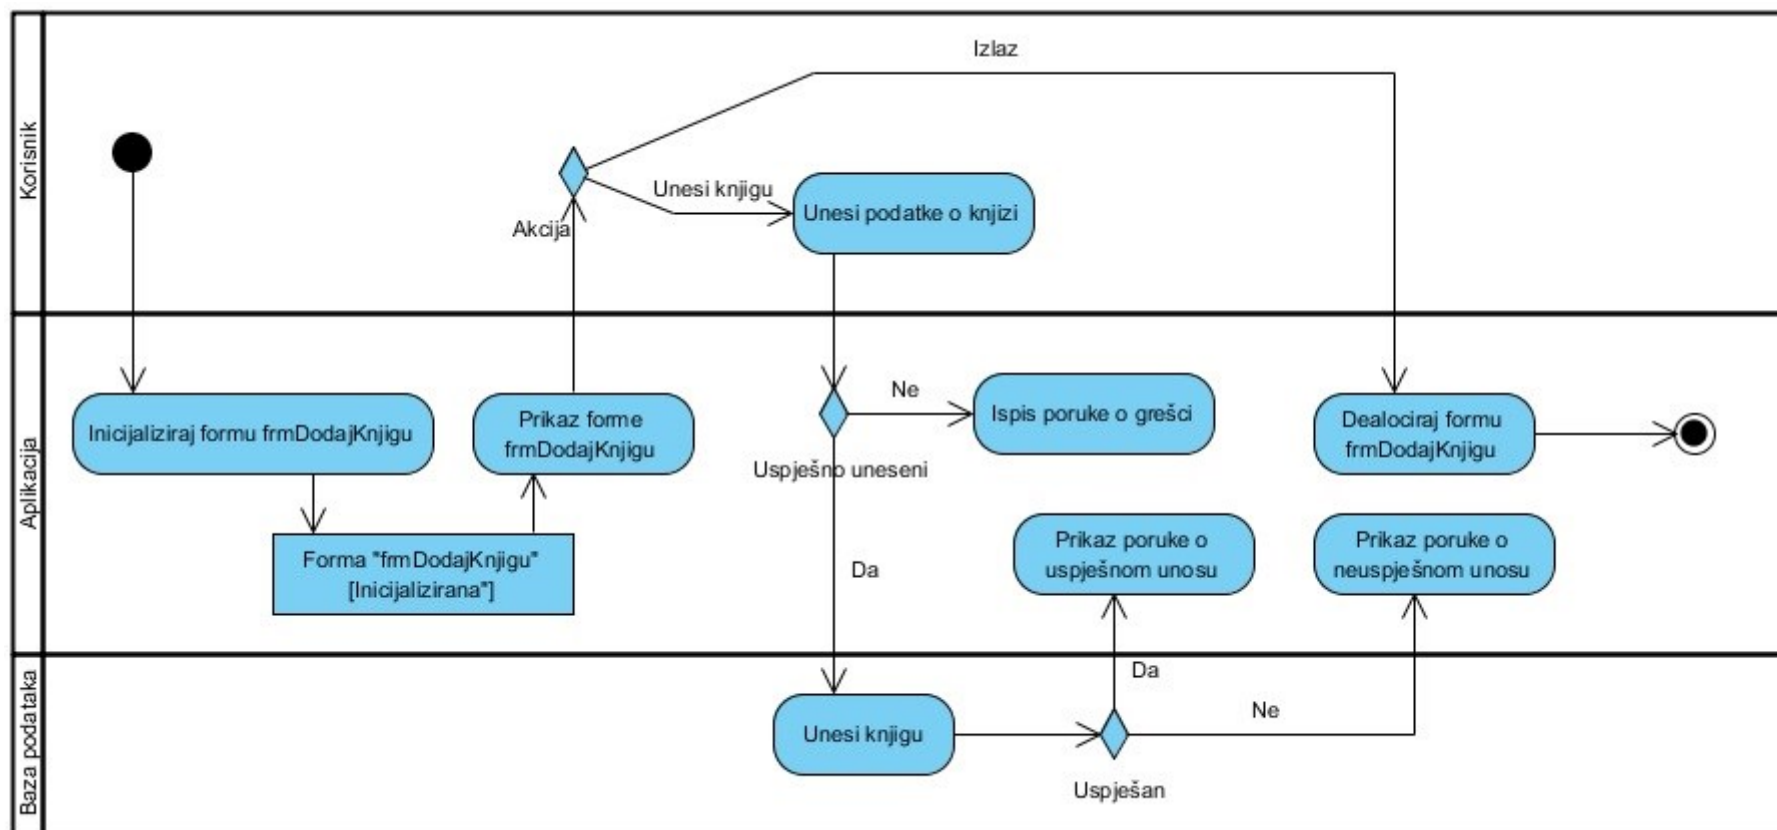 Korisnik
Izlaz
Akcija
Unesi knjigu
Unesi podatke o knjizi
Aplikacija
Inicijaliziraj formu frmDodajKnjigu
Forma "frmDodajKnjigu"
[Inicijalizirana"]
Prikaz forme
frmDodajKnjigu
Ne
Ispis poruke o grešci
Uspješno uneseni
Da
Dealociraj formu
frmDodajKnjigu
Prikaz poruke o
uspješnom unosu
Prikaz poruke o
neuspješnom unosu
Baza podataka
Unesi knjigu
Da
Ne
Uspješan